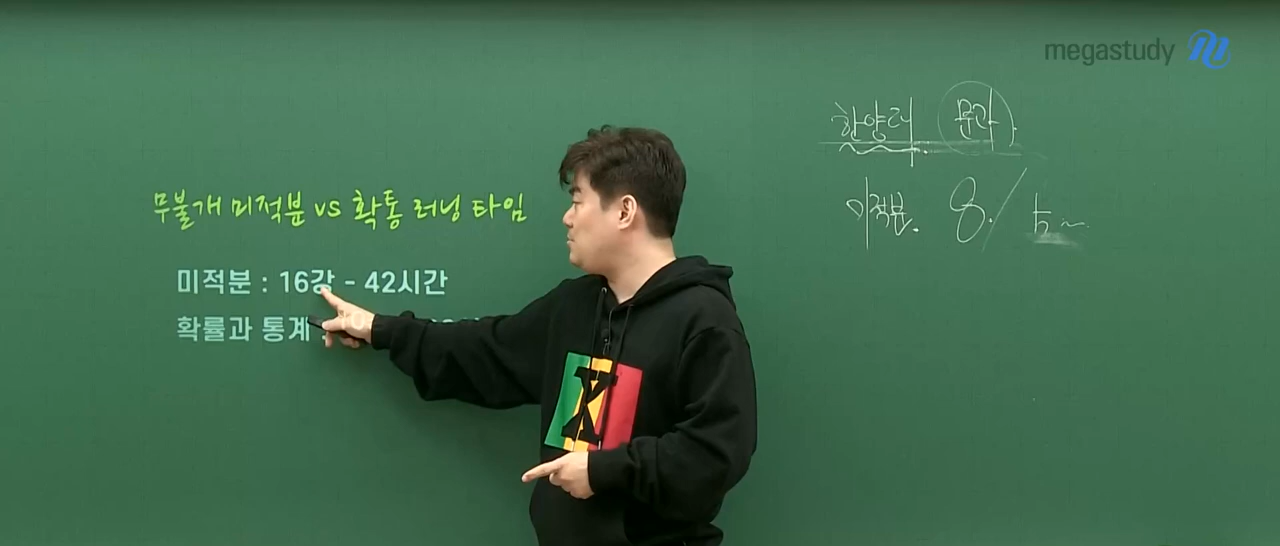 megastudy
무불개 미적분 vs 확통 러닝 타임
미적분 : 16강 - 42시간
확률과 통계 :
X
한양대 문과
미적분. 8.